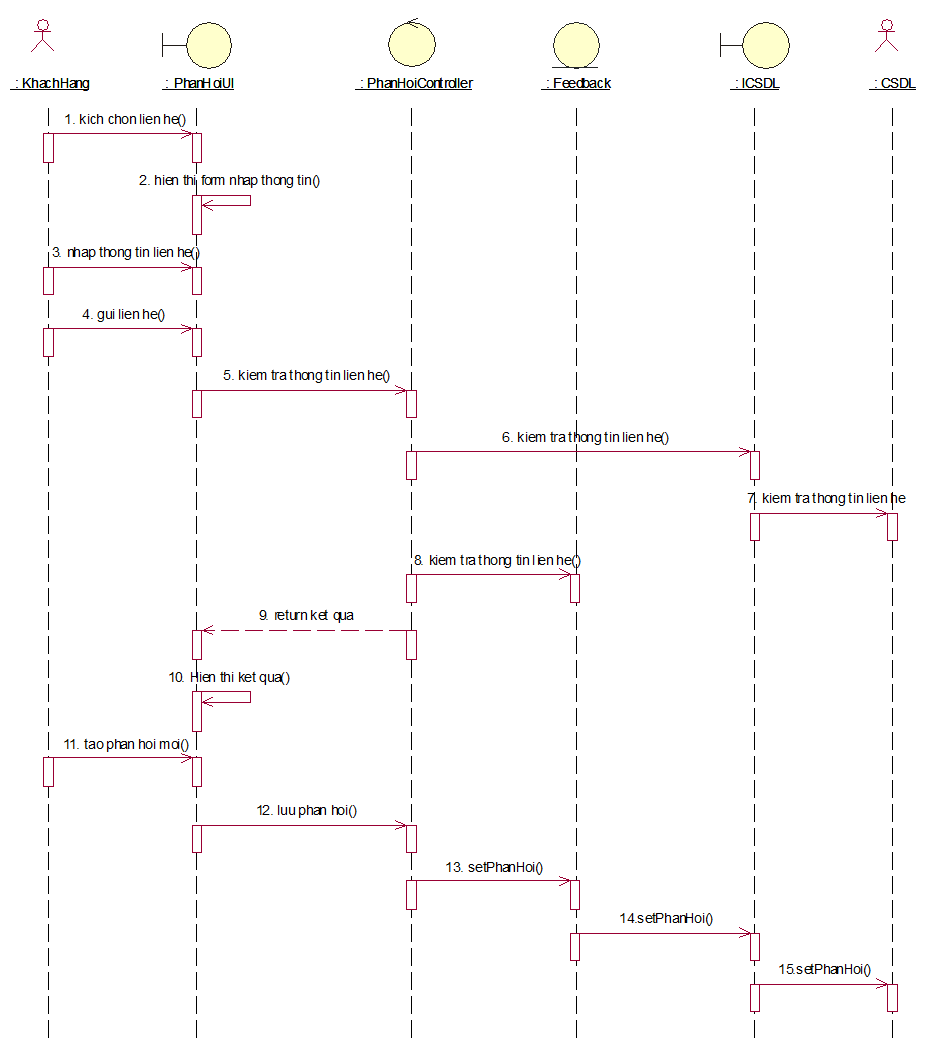 : KhachHang
: PhanHoiUI
: PhanHoiController
: Feedback
: ICSDL
: CSDL
1. kich chon lien he()
2. hien thi form nhap thong tin()
3. nhap thong tin lien he()
4. gui lien he()
5. kiem tra thong tin lien he()
6. kiem tra thong tin lien he()
7. kiem tra thong tin lien he
8. kiem tra thong tin lien he()
9. return ket qua
10. Hien thi ket qua()
11. tao phan hoi moi()
12. luu phan hoi()
13. setPhanHoi()
14.setPhanHoi()
15.setPhanHoi()